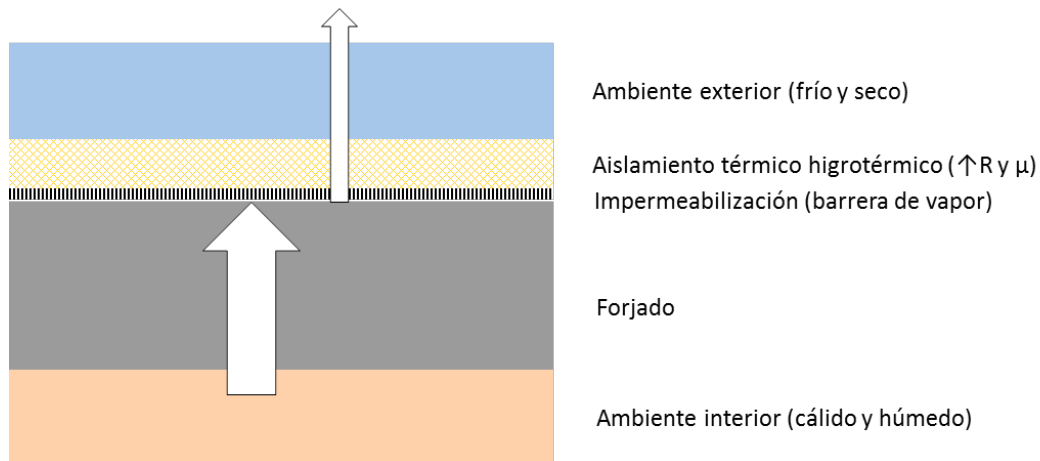 Ambiente exterior (frío y seco)
Aislamiento térmico higrotérmico (↑R y μ)
Impermeabilización (barrera de vapor)
Forjado
Ambiente interior (cálido y húmedo)